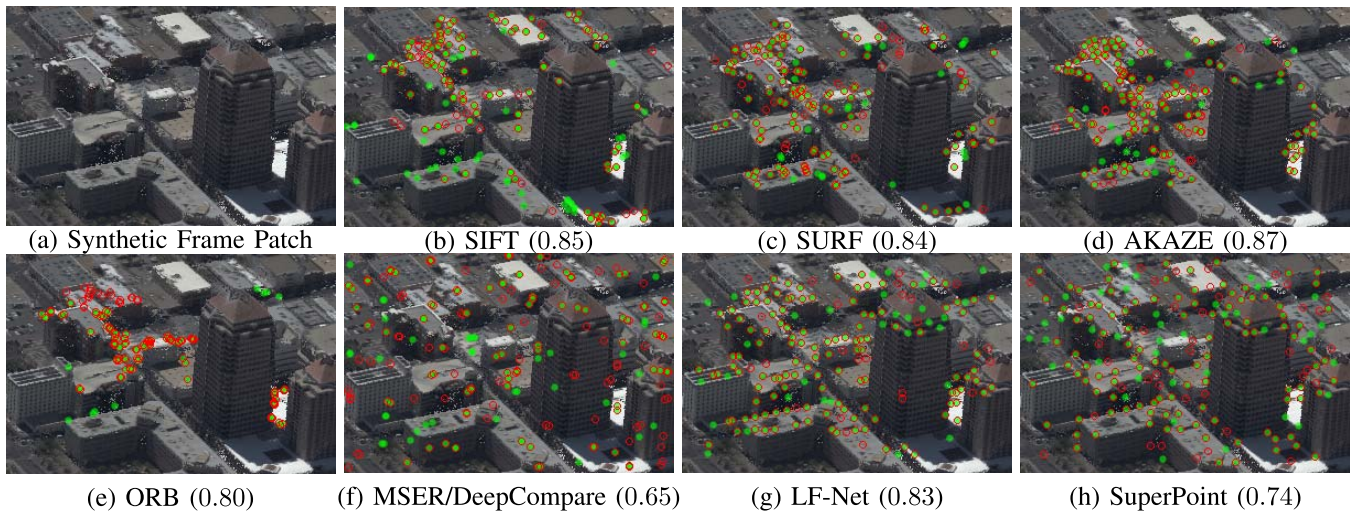 (a) Synthetic Frame Patch
(b) SIFT (0.85)
(c) SURF (0.84)
(d) AKAZE (0.87)
(e) ORB (0.80)
(f) MSER/DeepCompare (0.65)
(g) LF-Net (0.83)
(h) SuperPoint (0.74)